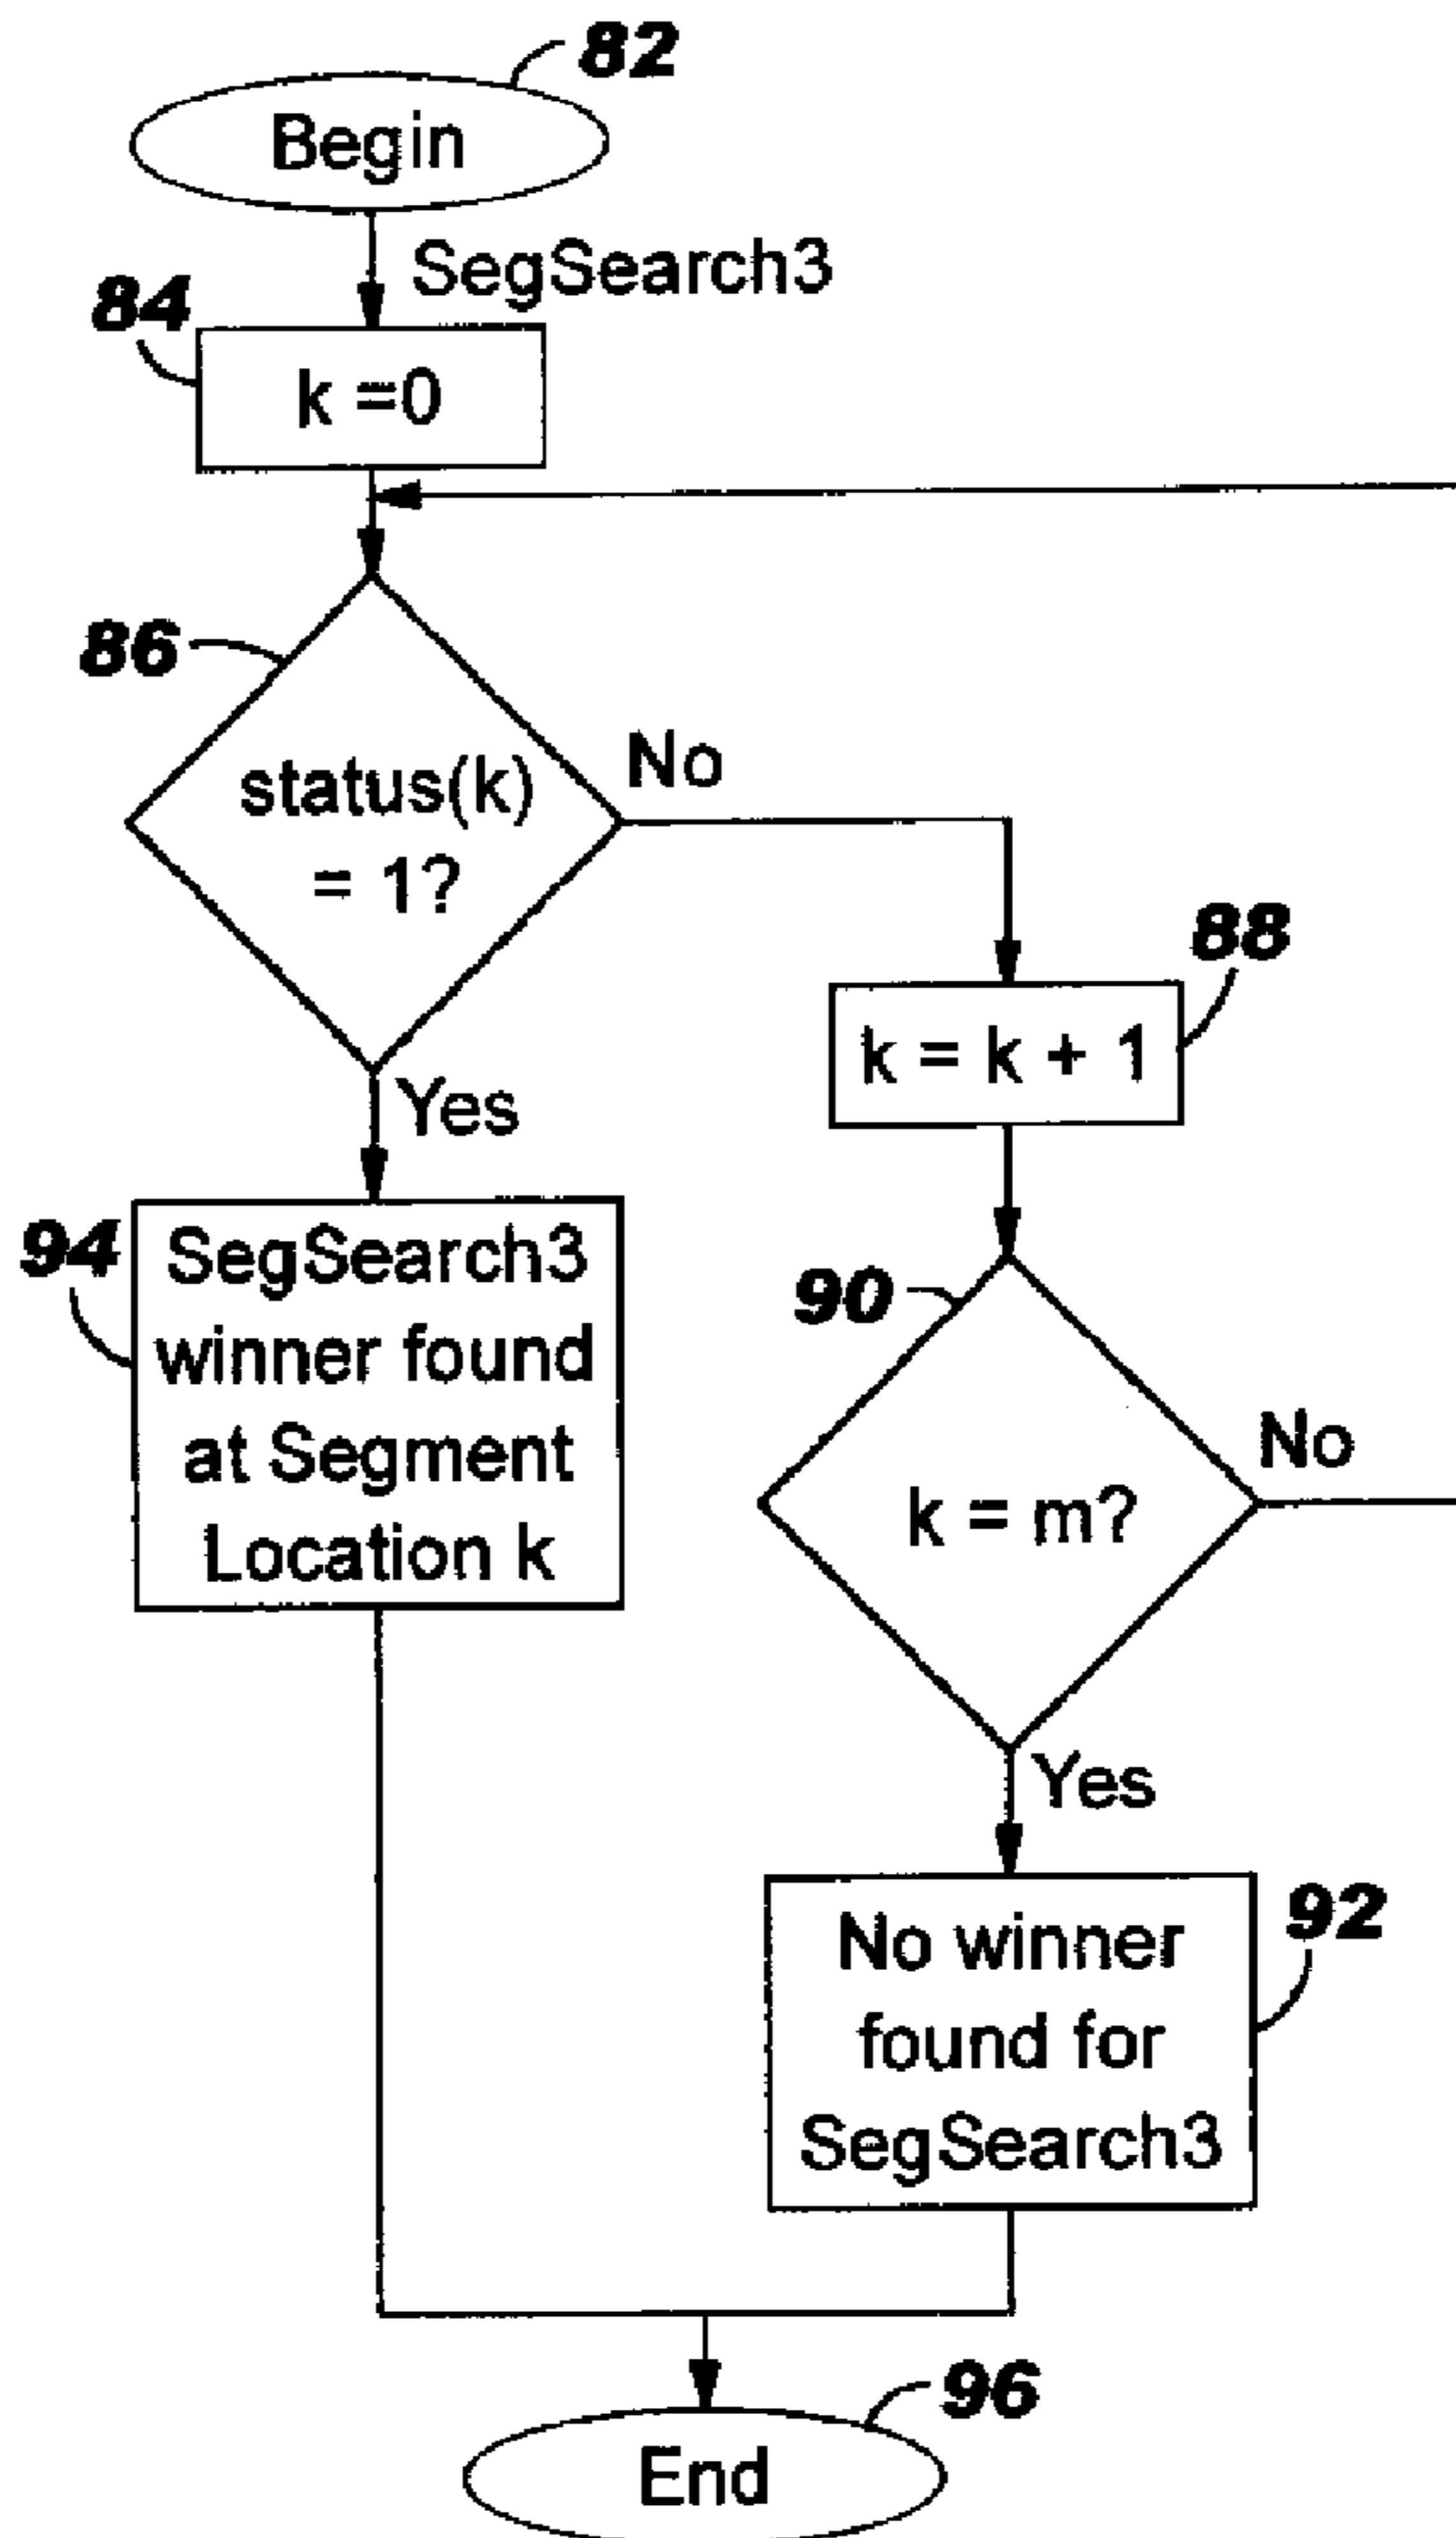 82
Begin
SegSearch3
84
k =0
86
status(k)
= 1?
No
88
k = k + 1
Yes
94
SegSearch3
winner found
at Segment
Location k
90
k = m?
No
Yes
92
No winner
found for
SegSearch3
96
End